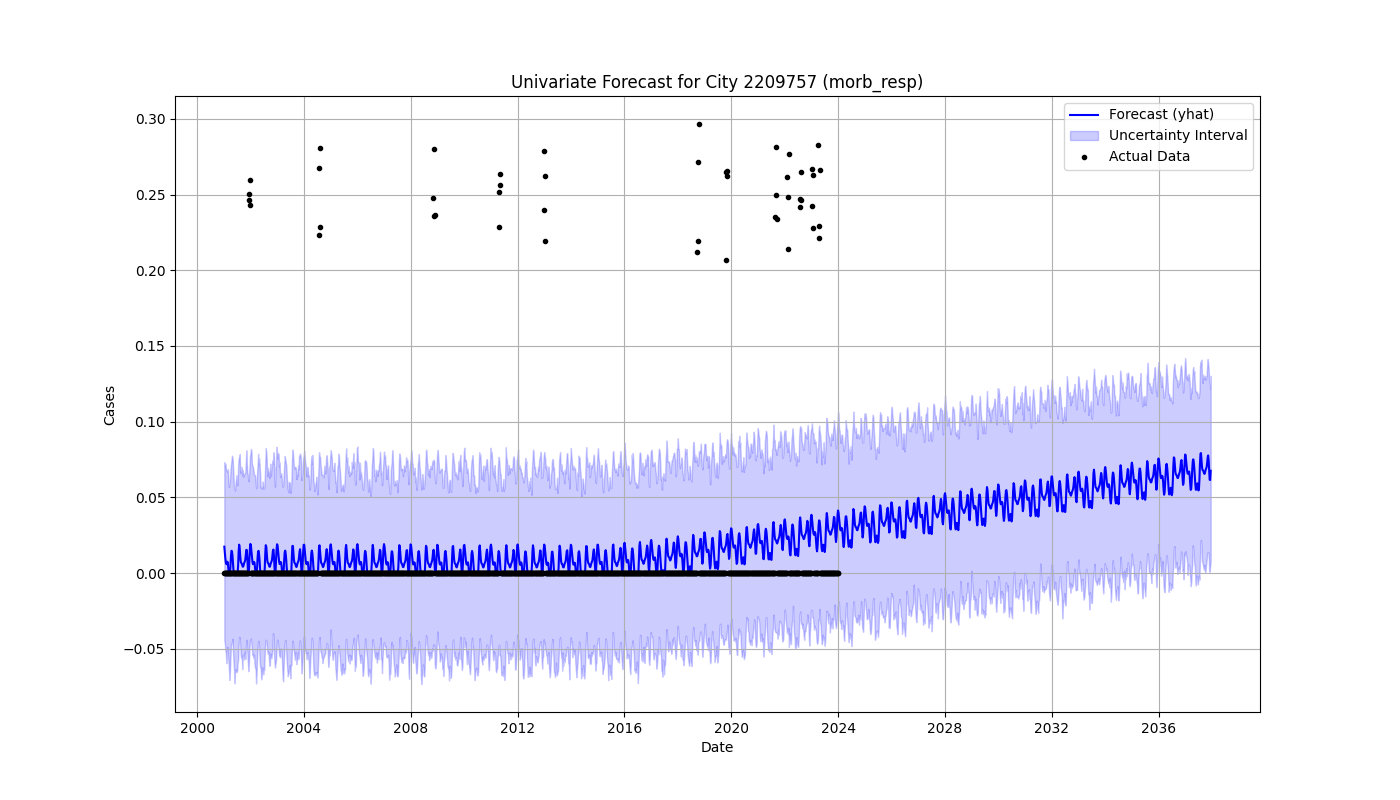 Univariate Forecast for City 2209757 (morb_resp)
Forecast (yhat)
Uncertainty Interval
Actual Data
Cases
0.30
0.25
0.20
0.15
0.10
0.05
0.00
−0.05
2000 2004 2008 2012 2016 2020 2024 2028 2032 2036
Date